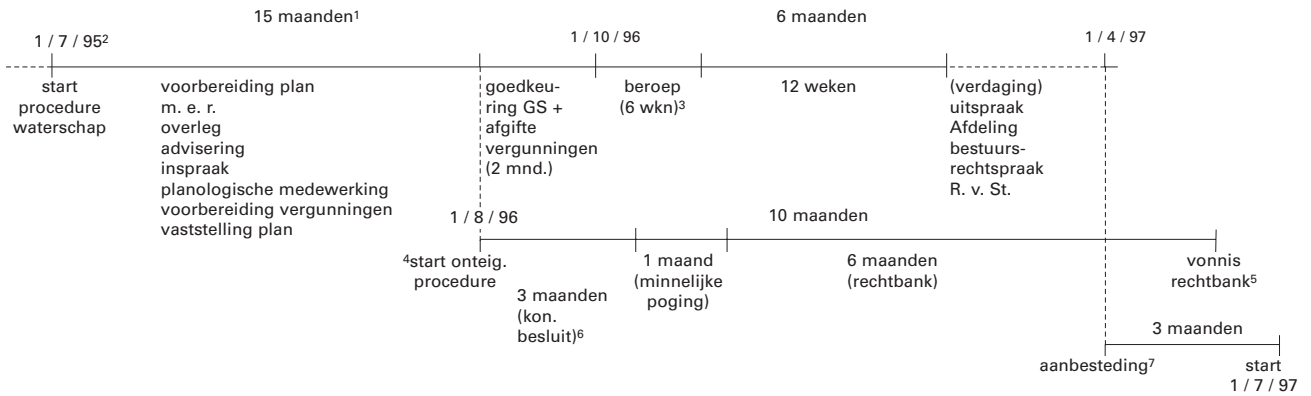 15 maanden¹
6 maanden
1 / 7 / 95²
1 / 10 / 96
1 / 4 / 97
start
procedure
waterschap
voorbereiding plan
m. e. r.
overleg
advisering
inspraak
planologische medewerking
voorbereiding vergunningen
vaststelling plan
goedkeu-
ring GS +
afgifte
vergunningen
(2 mnd.)
beroep
(6 wkn)³
12 weken
(verdaging)
uitspraak
Afdeling
bestuurs-
rechtspraak
R. v. St.
1 / 8 / 96
10 maanden
⁴start onteig.
procedure
3 maanden
(kon.
besluit)⁶
1 maand
(minnelijke
poging)
6 maanden
(rechtbank)
vonnis
rechtbank⁵
3 maanden
aanbesteding⁷
start
1 / 7 / 97